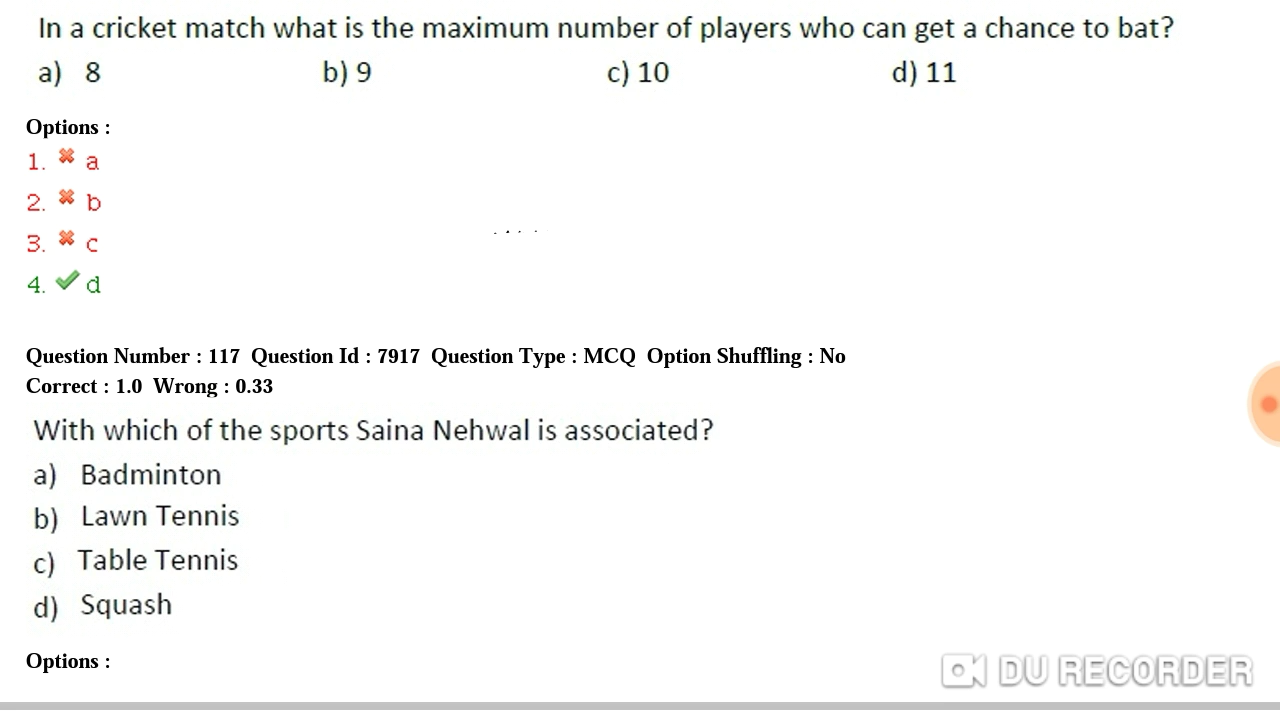 In a cricket match what is the maximum number of players who can get a chance to bat?
a) 8 b) 9 c) 10 d) 11
Options :
1. a
2. b
3. c
4. d
Question Number : 117 Question Id : 7917 Question Type : MCQ Option Shuffling : No
Correct : 1.0 Wrong : 0.33
With which of the sports Saina Nehwal is associated?
a) Badminton
b) Lawn Tennis
c) Table Tennis
d) Squash
Options :
DU RECORDER